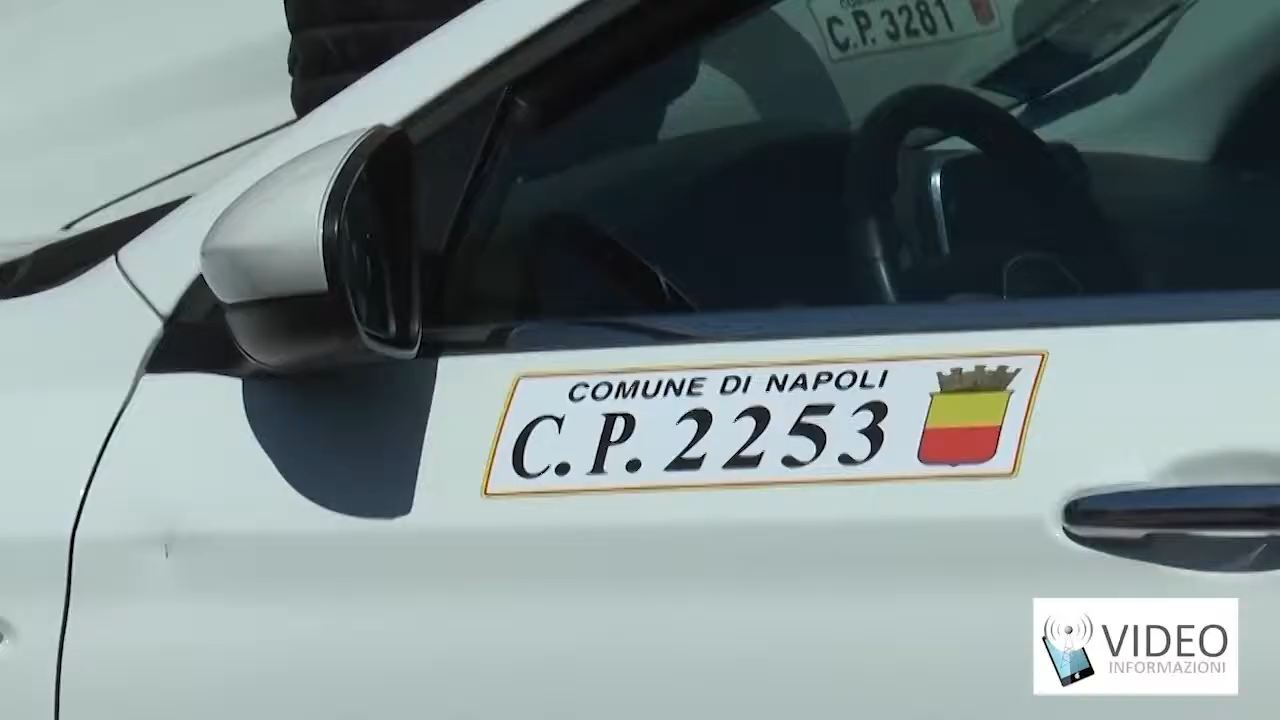 C.P. 3281
COMUNE DI NAPOLI
C.P. 2253
VIDEO
INFORMAZIONI